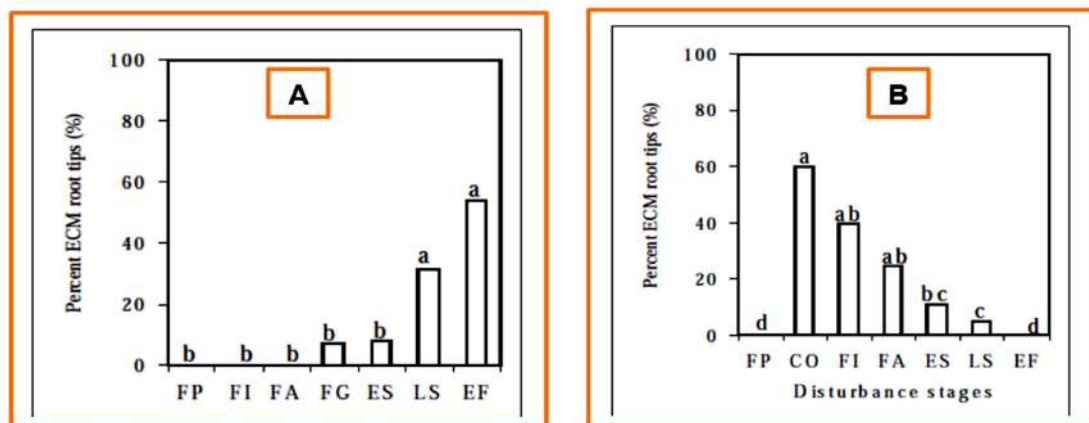 A
Percent ECM root tips (%)
100
80
60
40
20
0
b b b b b a a
FP FI FA FG ES LS EF
B
Percent ECM root tips (%)
100
80
60
40
20
0
d a ab ab bc c d
FP CO FI FA ES LS EF
Disturbance stages